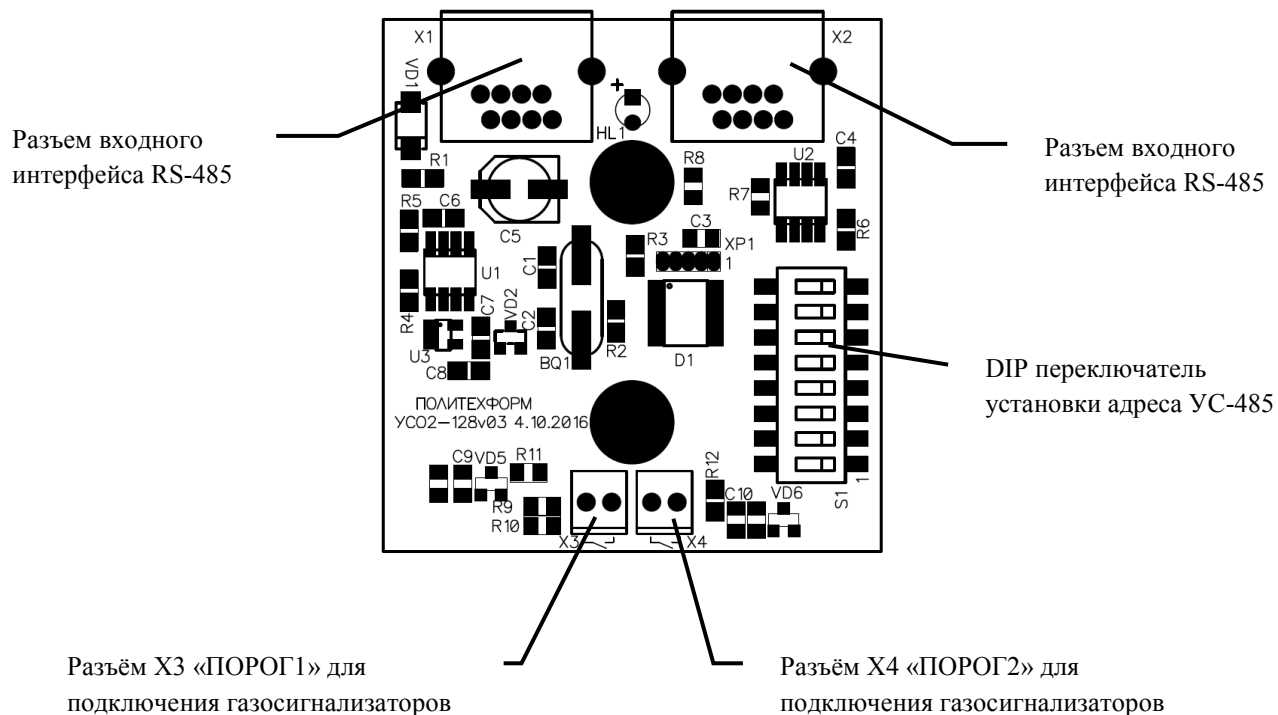 X1
X2
VD1
HL1
Разъем входного
интерфейса RS-485
Разъем входного
интерфейса RS-485
R1
R8
U2
C4
R7
R5
C6
C5
C3
R6
R3
XP1
1
C1
U1
R4
C7
VD2
C2
R2
U3
C8
BQ1
D1
DIP переключатель
установки адреса УС-485
ПОЛИТЕХФОРМ
УСО2-128v03 4.10.2016
C9
VD5
R11
R12
C10
VD6
S1
1
R9
R10
X3
X4
Разъём X3 «ПОРОГ1» для
подключения газосигнализаторов
Разъём X4 «ПОРОГ2» для
подключения газосигнализаторов